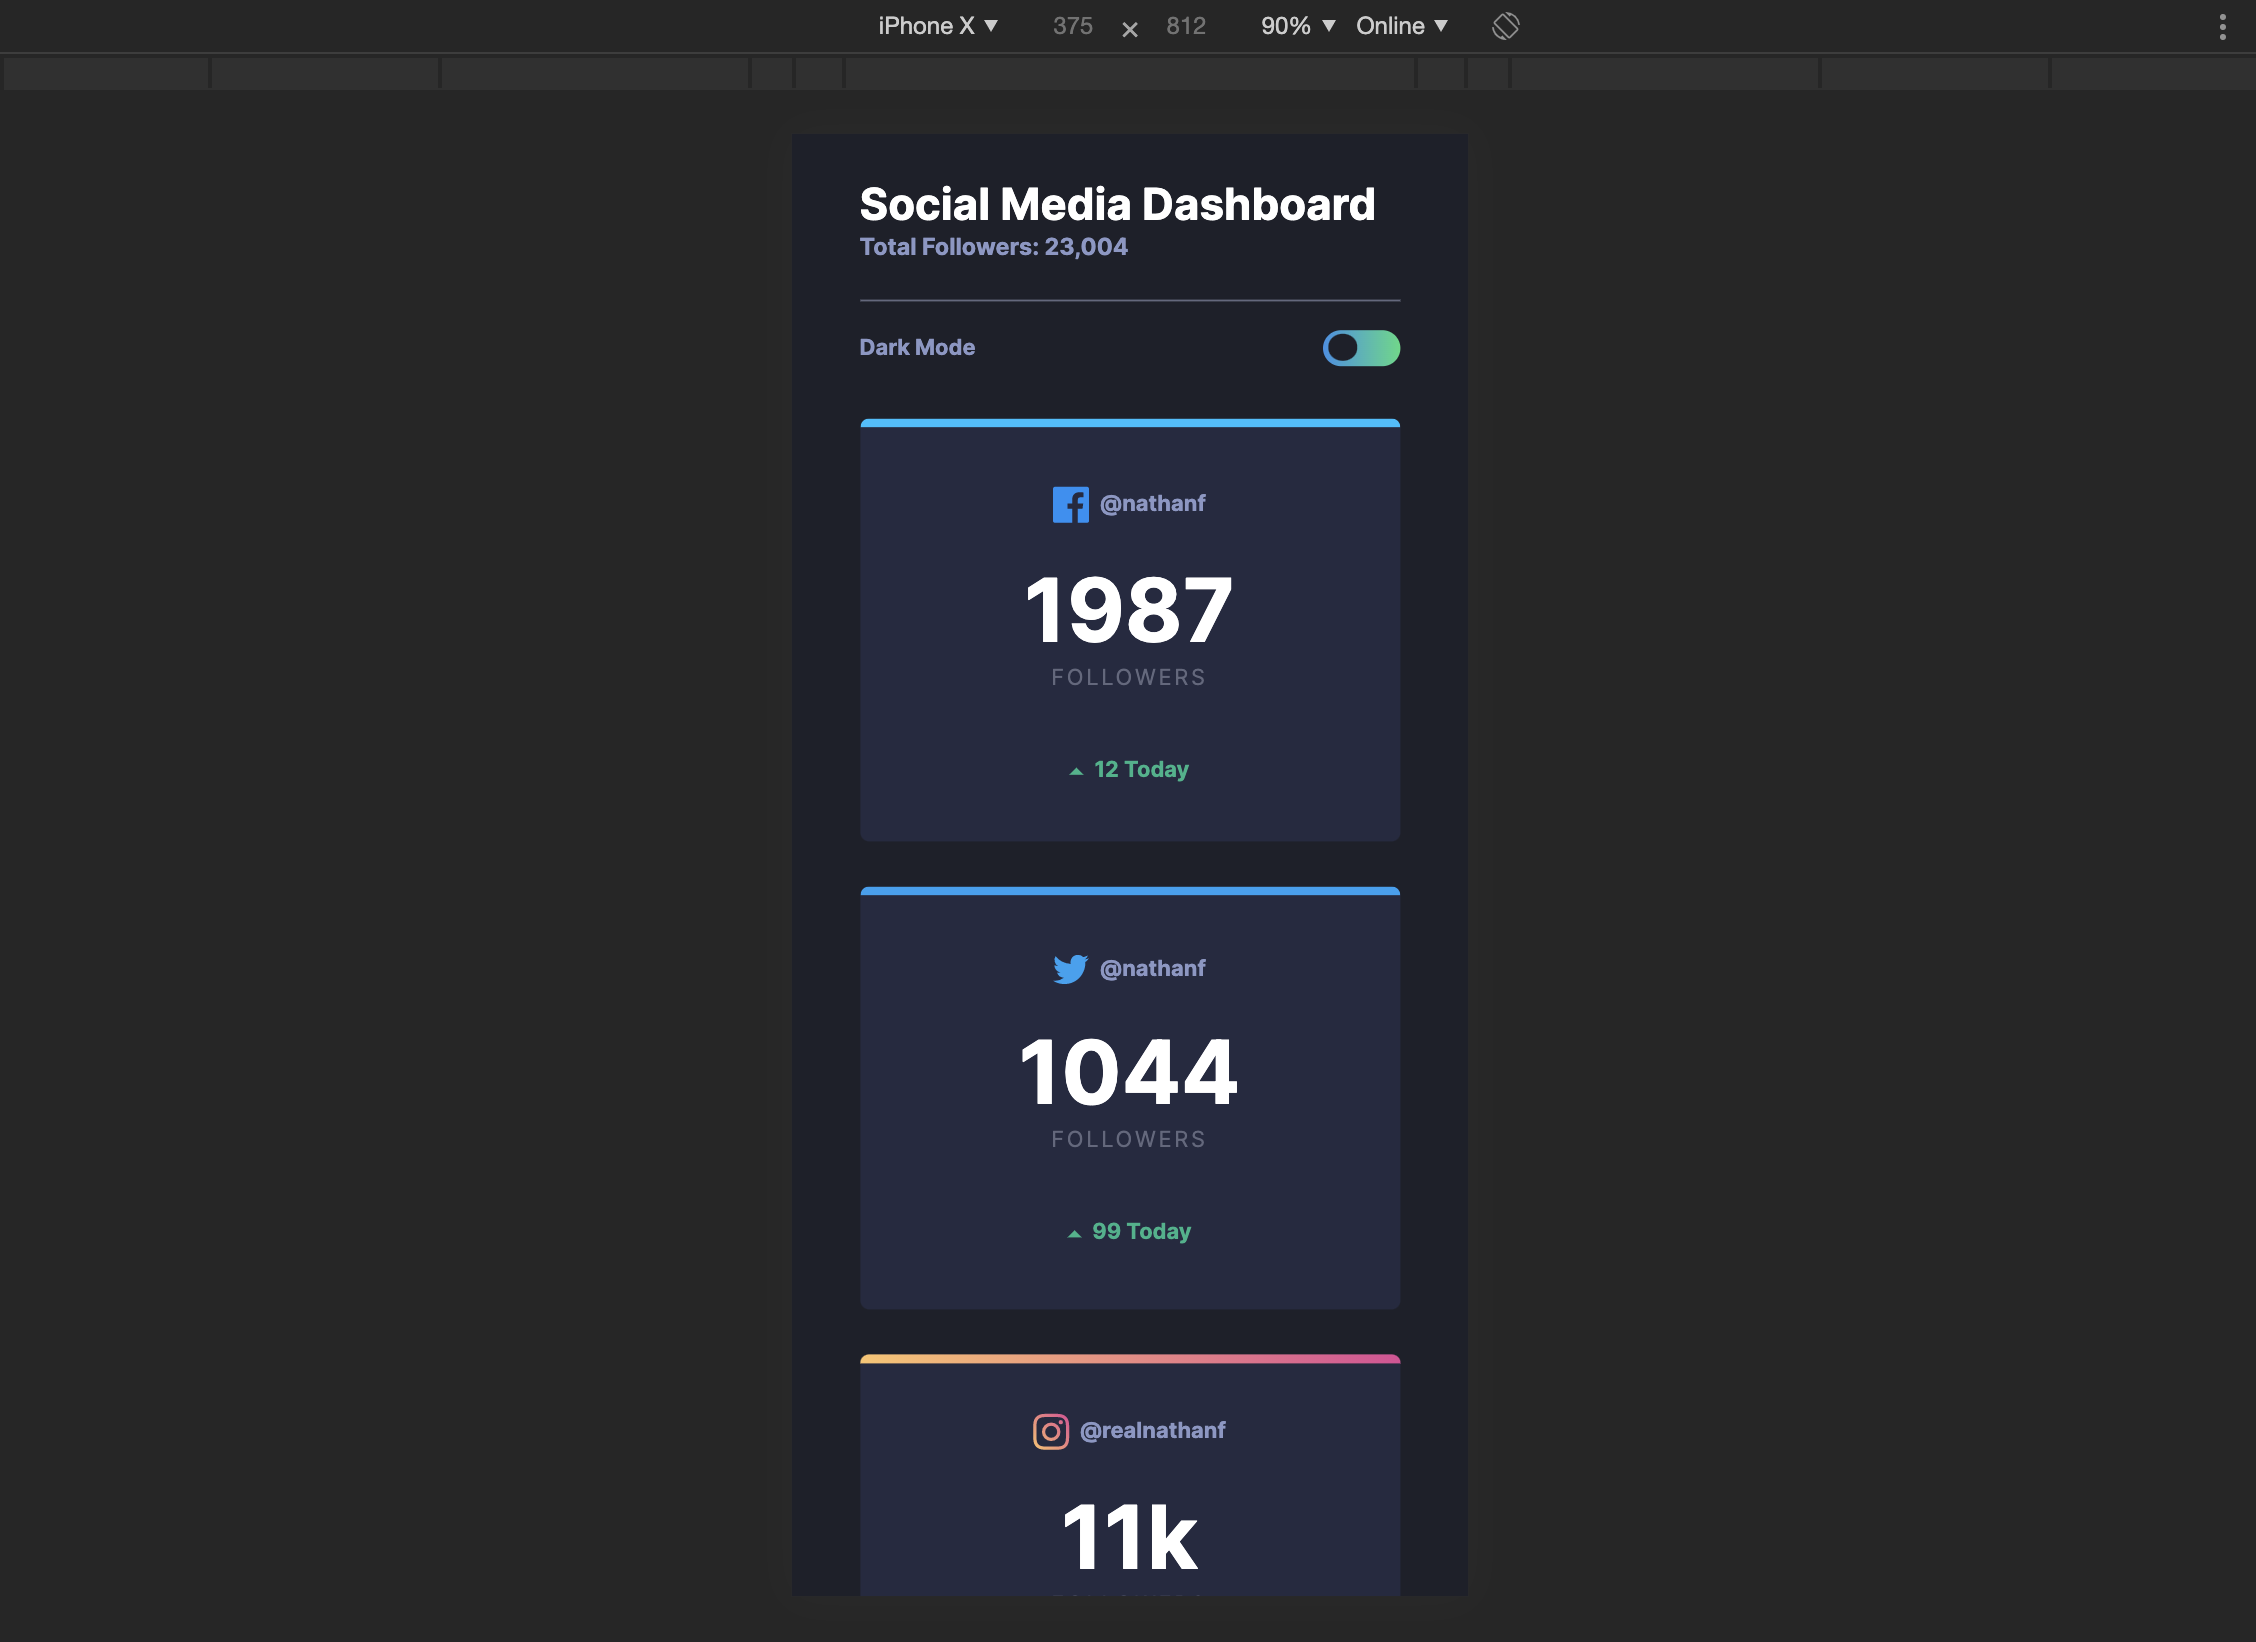 iPhone X ▼ 375 × 812 90% ▼ Online ▼
Social Media Dashboard
Total Followers: 23,004
Dark Mode
@nathanf
1987
FOLLOWERS
12 Today
@nathanf
1044
FOLLOWERS
99 Today
@realnathanf
11k